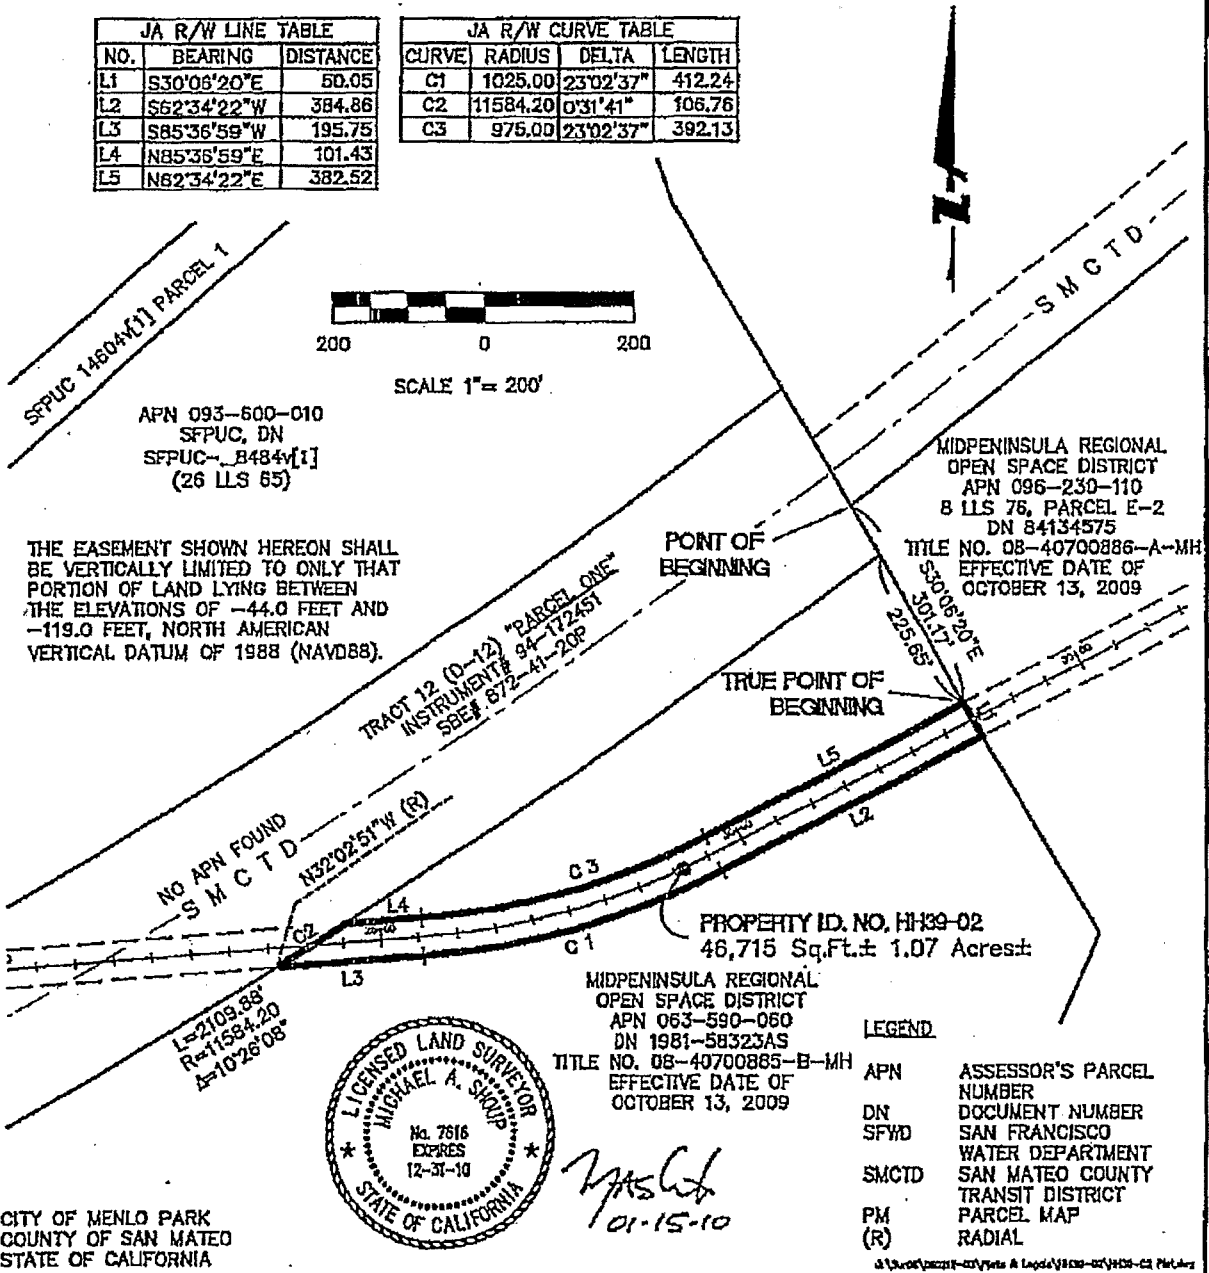 JA R/W LINE TABLE
NO. BEARING DISTANCE
L1 S30°06'20"E 50.05
L2 S62°34'22"W 384.86
L3 S85°36'59"W 195.75
L4 N85°36'59"E 101.43
L5 N62°34'22"E 382.52
JA R/W CURVE TABLE
CURVE RADIUS DELTA LENGTH
C1 1025.00 23°02'37" 412.24
C2 11584.20 0°31'41" 106.76
C3 975.00 23°02'37" 392.13
SFPUC 14604v[1] PARCEL 1
200 0 200
SCALE 1"= 200'
S M C T D
APN 093-600-010
SFPUC, DN
SFPUC-_8484v[1]
(26 LLS 65)
MIDPENINSULA REGIONAL
OPEN SPACE DISTRICT
APN 096-230-110
8 LLS 76, PARCEL E-2
DN 84134575
TITLE NO. 08-40700886-A-MH
EFFECTIVE DATE OF
OCTOBER 13, 2009
THE EASEMENT SHOWN HEREON SHALL
BE VERTICALLY LIMITED TO ONLY THAT
PORTION OF LAND LYING BETWEEN
THE ELEVATIONS OF -44.0 FEET AND
-119.0 FEET, NORTH AMERICAN
VERTICAL DATUM OF 1988 (NAVD88).
POINT OF
BEGINNING
S30°06'20"E
301.17'
225.65'
TRACT 12 (D-12) "PARCEL ONE"
INSTRUMENT# 94-172451
SBE# 872-41-20P
TRUE POINT OF
BEGINNING
L1
L5
L2
NO APN FOUND
S M C T D
N32°02'51"W (R)
C3
L4
C2
C1
L3
PROPERTY I.D. NO. HH39-02
46,715 Sq.Ft.± 1.07 Acres±
L=2109.88'
R=11584.20
Δ=10°26'08"
MIDPENINSULA REGIONAL
OPEN SPACE DISTRICT
APN 063-590-060
DN 1981-58323AS
TITLE NO. 08-40700885-B-MH
EFFECTIVE DATE OF
OCTOBER 13, 2009
LICENSED LAND SURVEYOR
MICHAEL A. SHOUP
No. 7616
EXPIRES
12-31-10
STATE OF CALIFORNIA
01-15-10
LEGEND
APN ASSESSOR'S PARCEL
NUMBER
DN DOCUMENT NUMBER
SFWD SAN FRANCISCO
WATER DEPARTMENT
SMCTD SAN MATEO COUNTY
TRANSIT DISTRICT
PM PARCEL MAP
(R) RADIAL
CITY OF MENLO PARK
COUNTY OF SAN MATEO
STATE OF CALIFORNIA